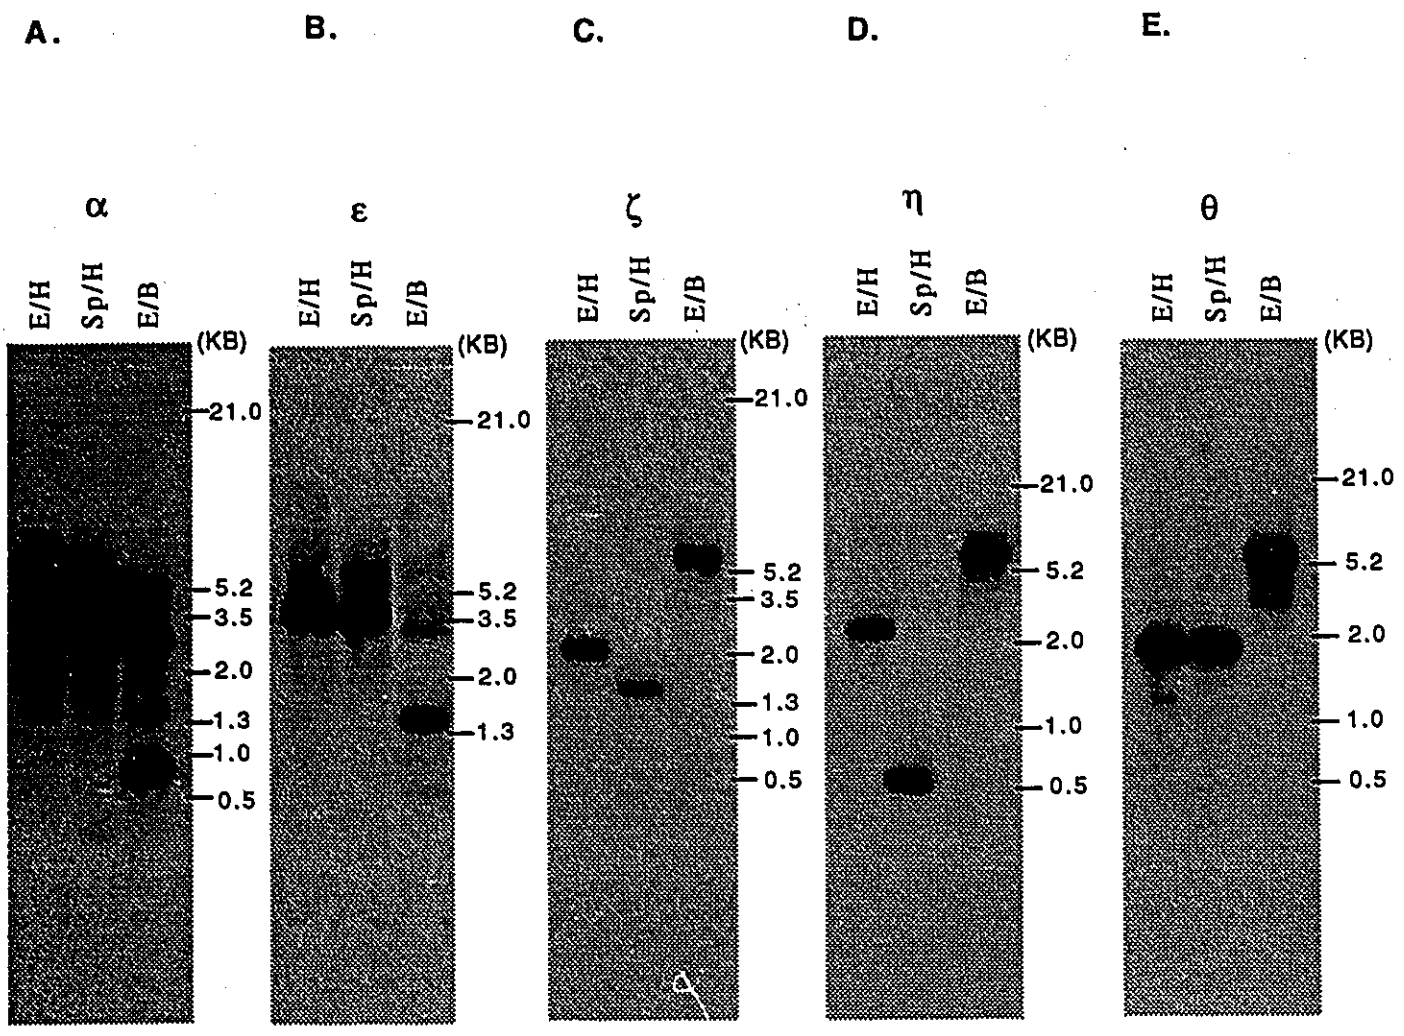 A. B. C. D. E.
α ε ζ η θ
E/H Sp/H E/B E/H Sp/H E/B E/H Sp/H E/B E/H Sp/H E/B E/H Sp/H E/B
(KB) (KB) (KB) (KB) (KB)
21.0 21.0 21.0 21.0 21.0
5.2 5.2 5.2 5.2 5.2
3.5 3.5 3.5
2.0 2.0 2.0 2.0 2.0
1.3 1.3 1.3
1.0 1.0 1.0 1.0
0.5 0.5 0.5 0.5